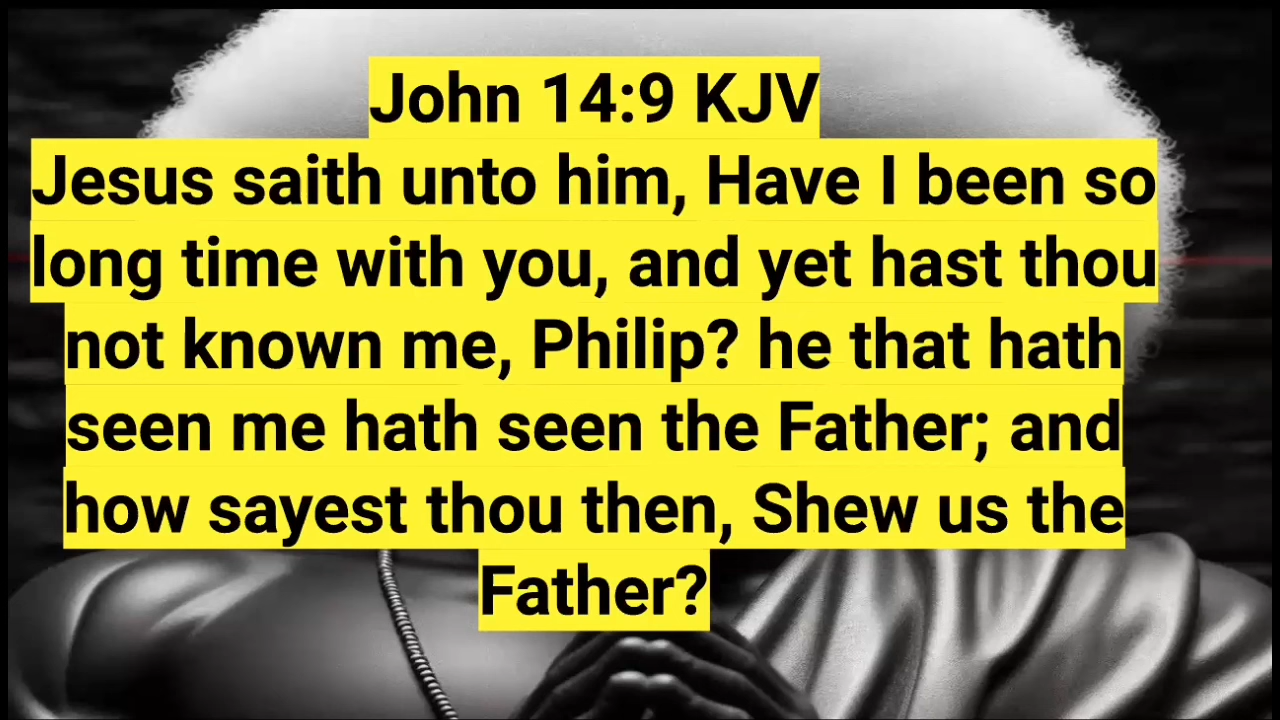 John 14:9 KJV
Jesus saith unto him, Have I been so
long time with you, and yet hast thou
not known me, Philip? he that hath
seen me hath seen the Father; and
how sayest thou then, Shew us the
Father?